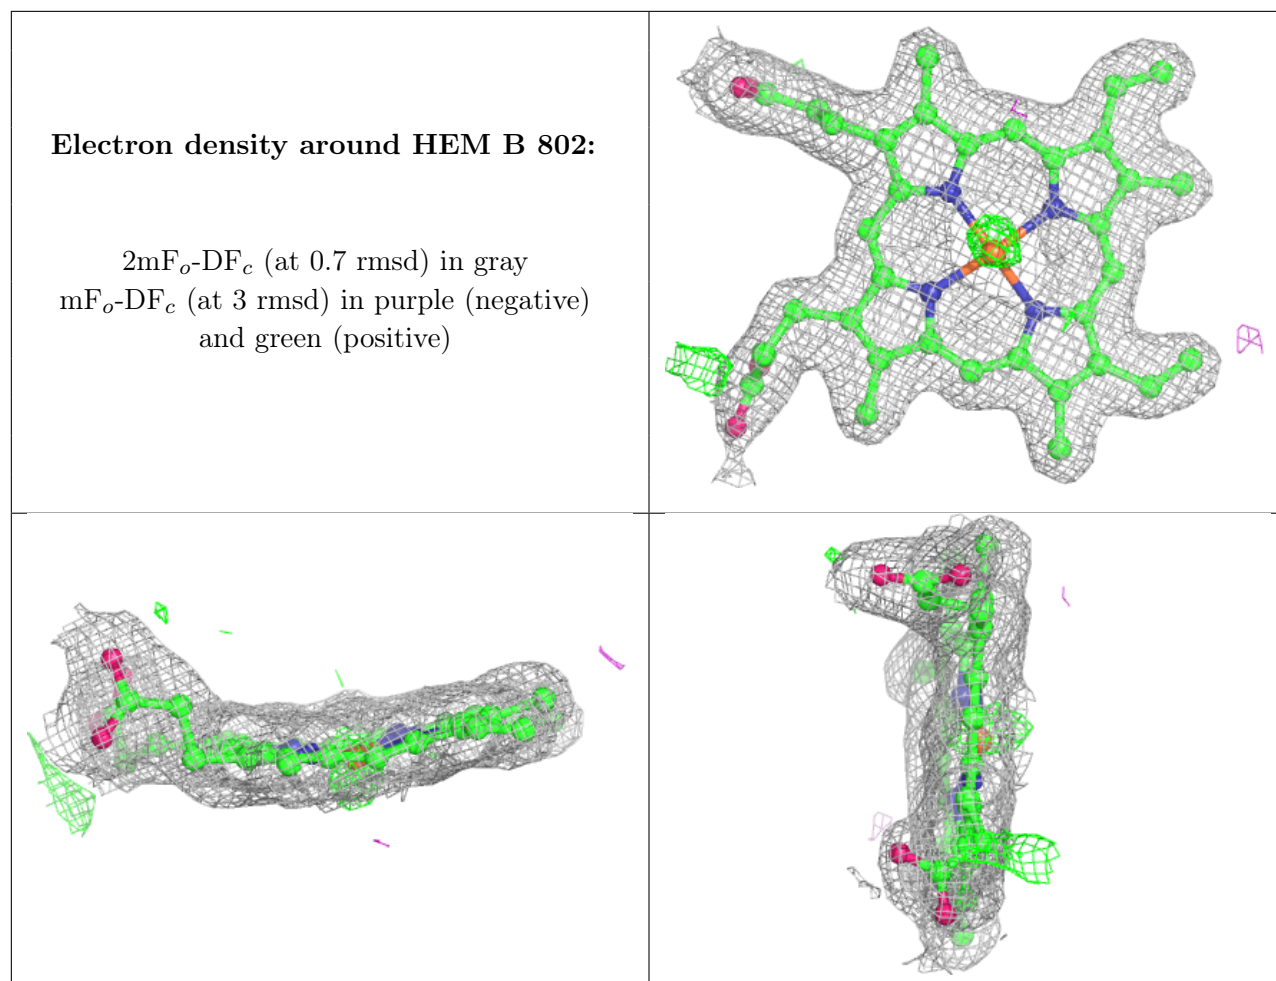 Electron density around HEM B 802:
2mFo-DFc (at 0.7 rmsd) in gray
mFo-DFc (at 3 rmsd) in purple (negative)
and green (positive)